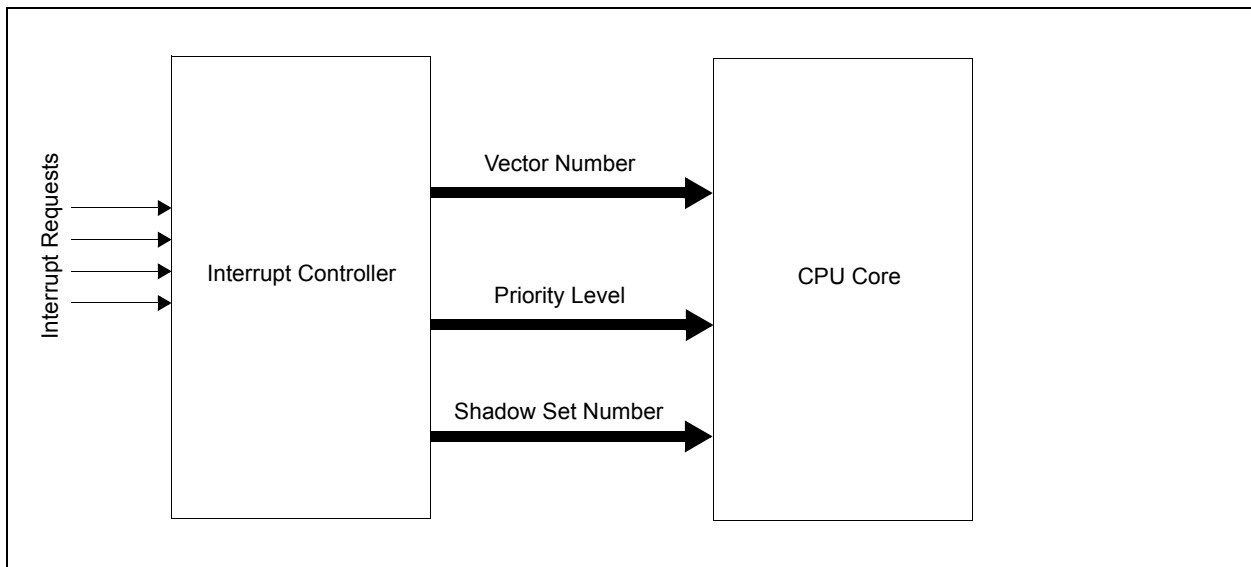 Interrupt Requests
Interrupt Controller
Vector Number
Priority Level
Shadow Set Number
CPU Core